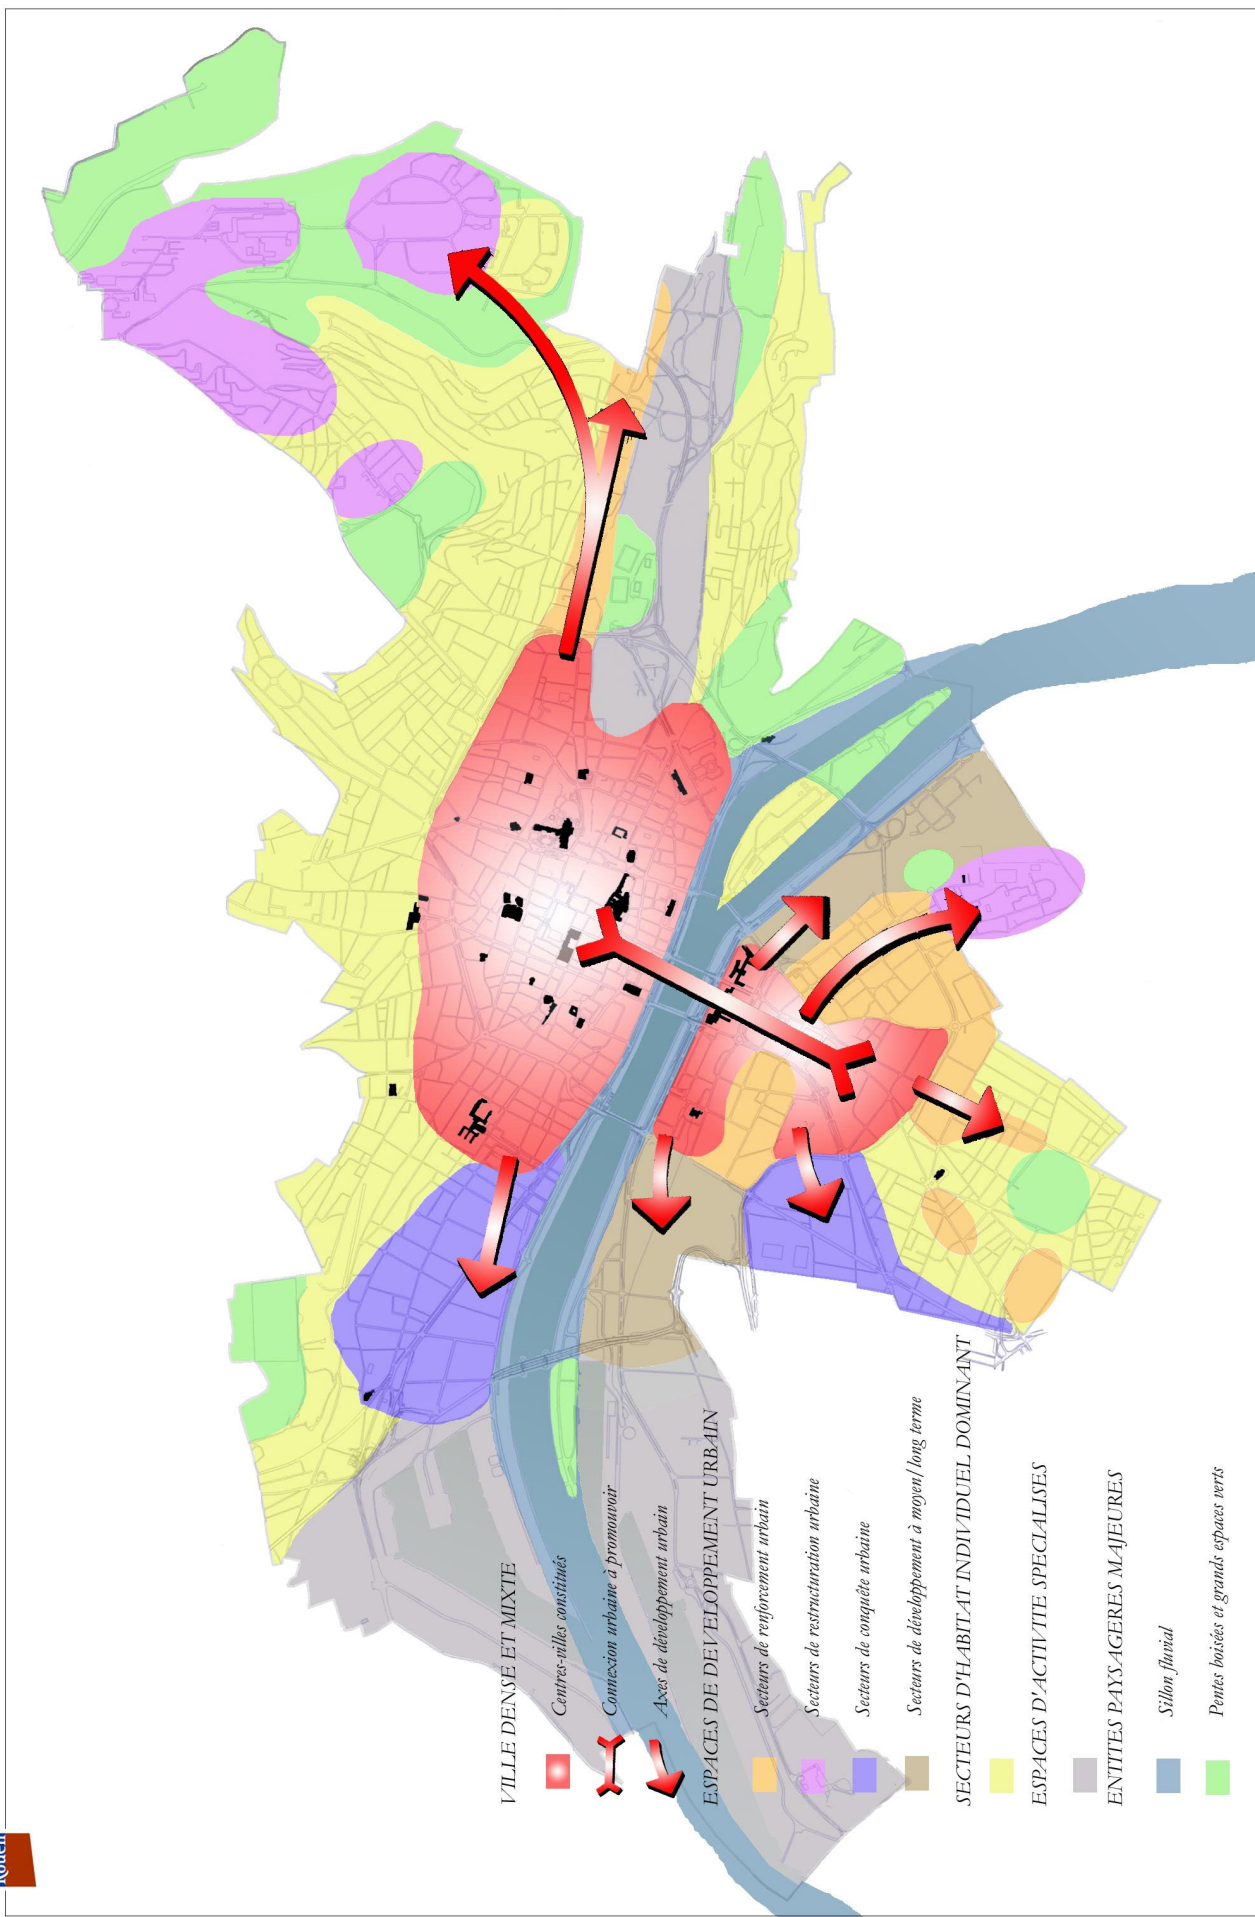 Rouen
VILLE DENSE ET MIXTE
Centres-villes constitués
Connexion urbaine à promouvoir
Axes de développement urbain
ESPACES DE DEVELOPPEMENT URBAIN
Secteurs de renforcement urbain
Secteurs de restructuration urbaine
Secteurs de conquête urbaine
Secteurs de développement à moyen/long terme
SECTEURS D'HABITAT INDIVIDUEL DOMINANT
ESPACES D'ACTIVITE SPECIALISES
ENTITES PAYSAGERES MAJEURES
Sillon fluvial
Pentes boisées et grands espaces verts